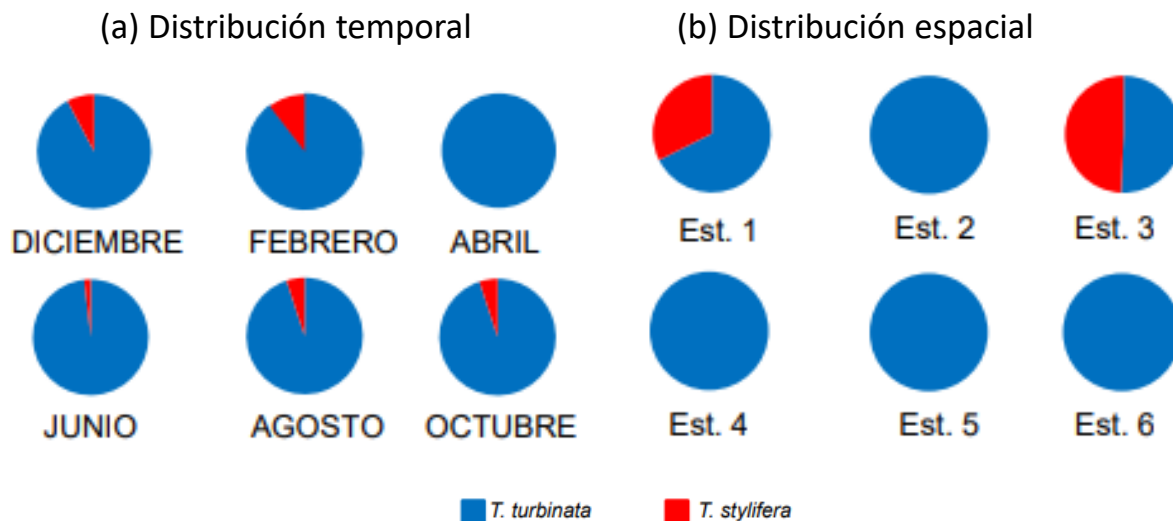 (a) Distribución temporal
(b) Distribución espacial
DICIEMBRE
FEBRERO
ABRIL
Est. 1
Est. 2
Est. 3
JUNIO
AGOSTO
OCTUBRE
Est. 4
Est. 5
Est. 6
T. turbinata
T. stylifera